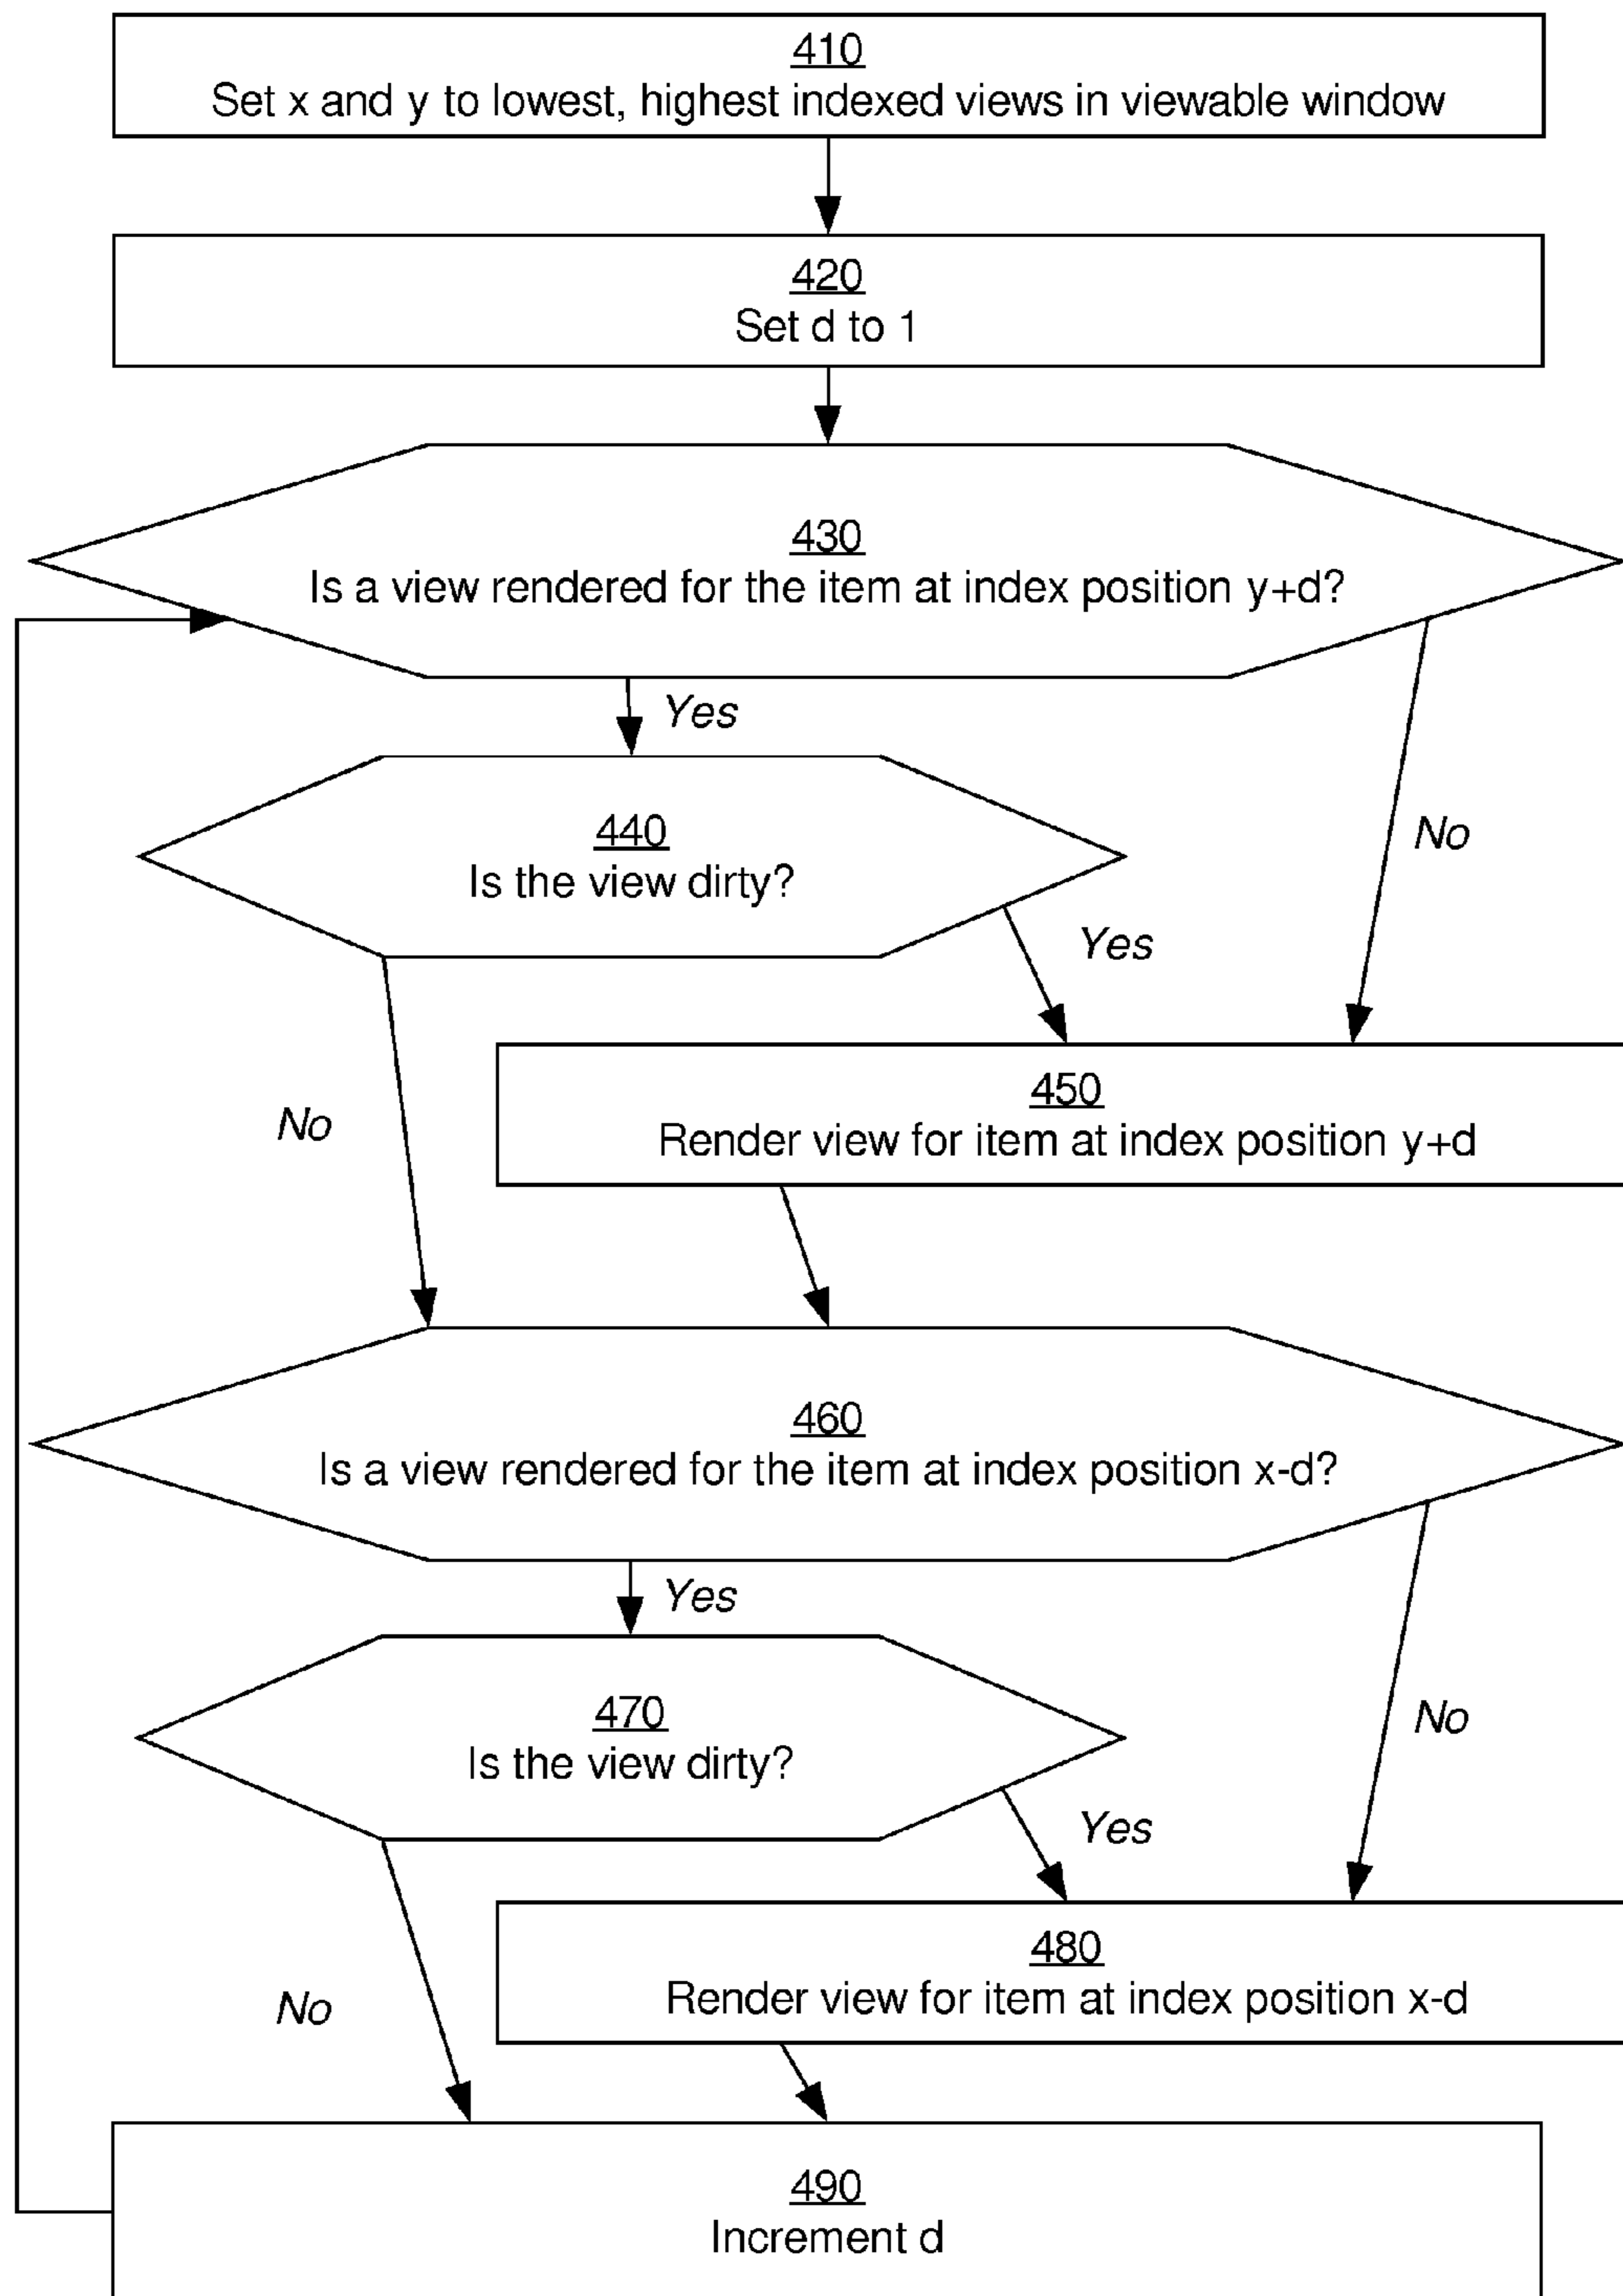 410
Set x and y to lowest, highest indexed views in viewable window
420
Set d to 1
430
Is a view rendered for the item at index position y+d?
Yes
No
440
Is the view dirty?
Yes
No
450
Render view for item at index position y+d
460
Is a view rendered for the item at index position x-d?
Yes
No
470
Is the view dirty?
Yes
No
480
Render view for item at index position x-d
490
Increment d